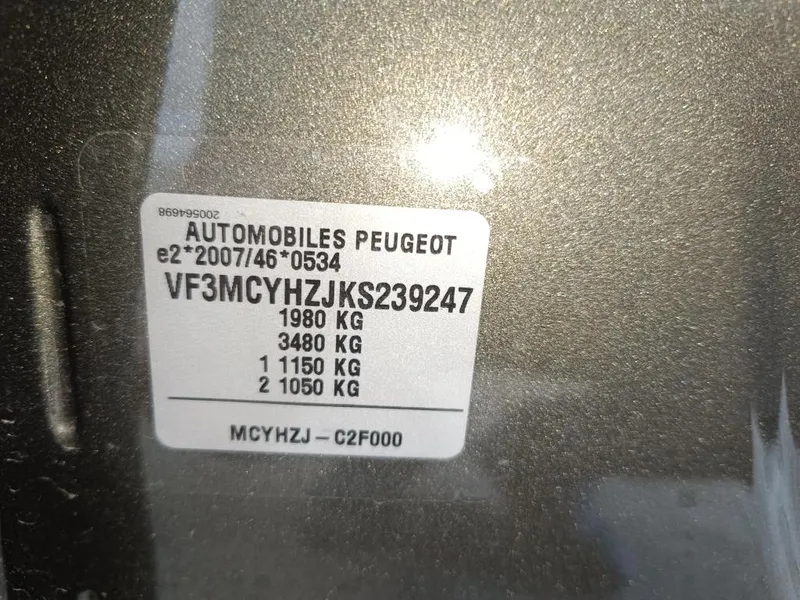 200564698
AUTOMOBILES PEUGEOT
e2*2007/46*0534
VF3MCYHZJKS239247
1980 KG
3480 KG
1 1150 KG
2 1050 KG
MCYHZJ – C2F000